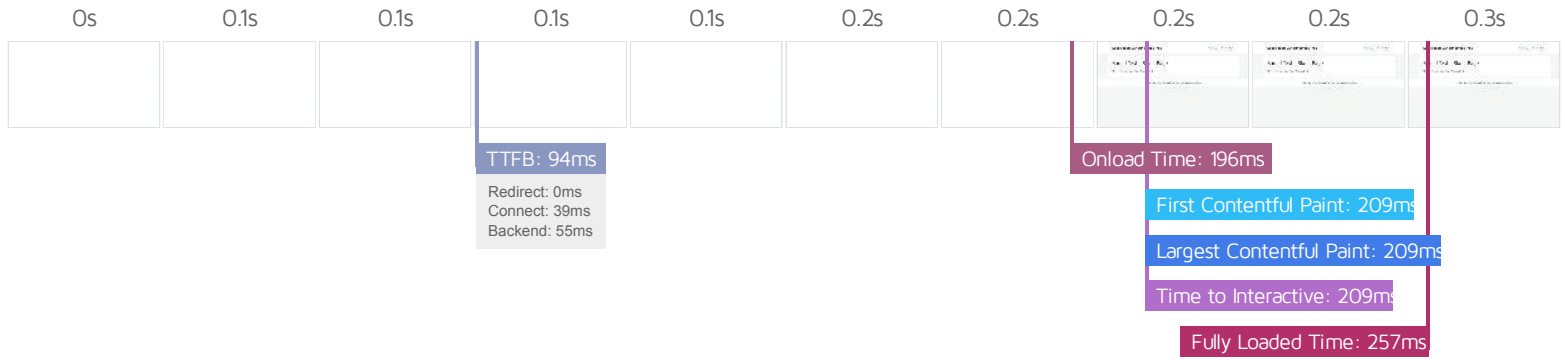 0s 0.1s 0.1s 0.1s 0.1s 0.2s 0.2s 0.2s 0.2s 0.3s
TTFB: 94ms
Redirect: 0ms
Connect: 39ms
Backend: 55ms
Onload Time: 196ms
First Contentful Paint: 209ms
Largest Contentful Paint: 209ms
Time to Interactive: 209ms
Fully Loaded Time: 257ms